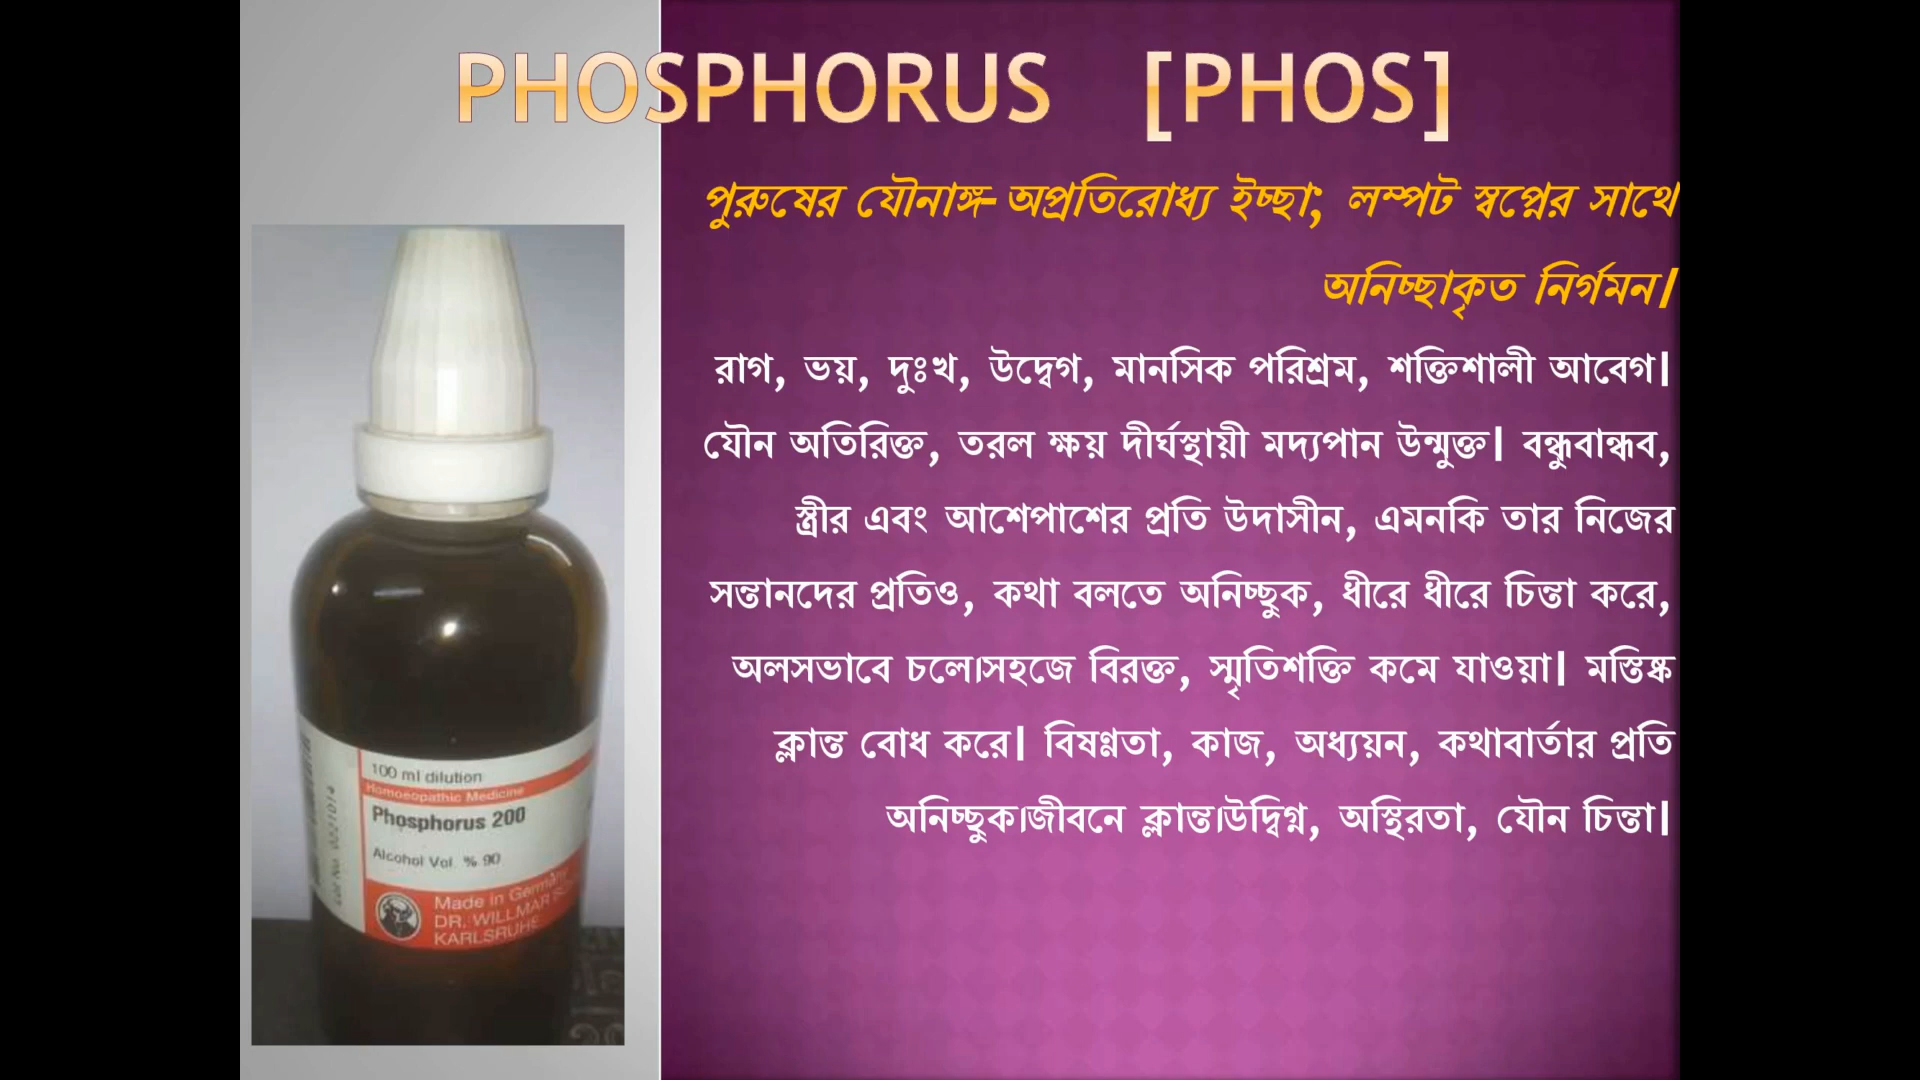 PHOSPHORUS [PHOS]
পুরুষের যৌনাঙ্গ- অপ্রতিরোধ্য ইচ্ছা; লম্পট স্বপ্নের সাথে
অনিচ্ছাকৃত নির্গমন।
রাগ, ভয়, দুঃখ, উদ্বেগ, মানসিক পরিশ্রম, শক্তিশালী আবেগ।
যৌন অতিরিক্ত, তরল ক্ষয় দীর্ঘস্থায়ী মদ্যপান উন্মুক্ত। বন্ধুবান্ধব,
স্ত্রীর এবং আশেপাশের প্রতি উদাসীন, এমনকি তার নিজের
সন্তানদের প্রতিও, কথা বলতে অনিচ্ছুক, ধীরে ধীরে চিন্তা করে,
অলসভাবে চলে।সহজে বিরক্ত, স্মৃতিশক্তি কমে যাওয়া। মস্তিষ্ক
ক্লান্ত বোধ করে। বিষণ্ণতা, কাজ, অধ্যয়ন, কথাবার্তার প্রতি
অনিচ্ছুক।জীবনে ক্লান্ত।উদ্বিগ্ন, অস্থিরতা, যৌন চিন্তা।
100 ml dilution
Homoeopathic Medicine
Phosphorus 200
Alcohol Vol. % 90
Made in Germany
DR. WILLMAR
KARLSRUHE